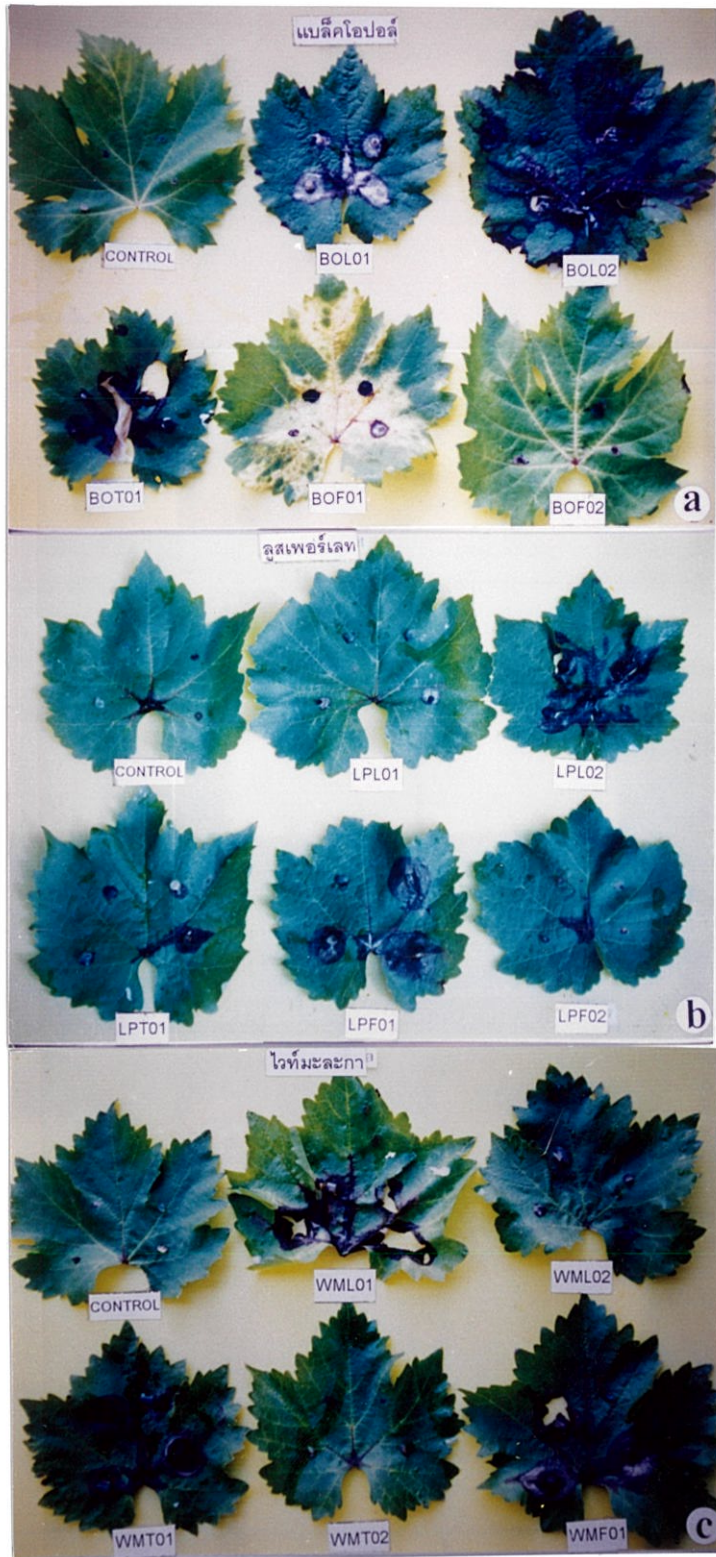 แบล็คโอปอล์
CONTROL
BOL01
BOL02
BOT01
BOF01
BOF02
a
ลูสเพอร์เลท
CONTROL
LPL01
LPL02
LPT01
LPF01
LPF02
b
ไวท์มะละกา
CONTROL
WML01
WML02
WMT01
WMT02
WMF01
c